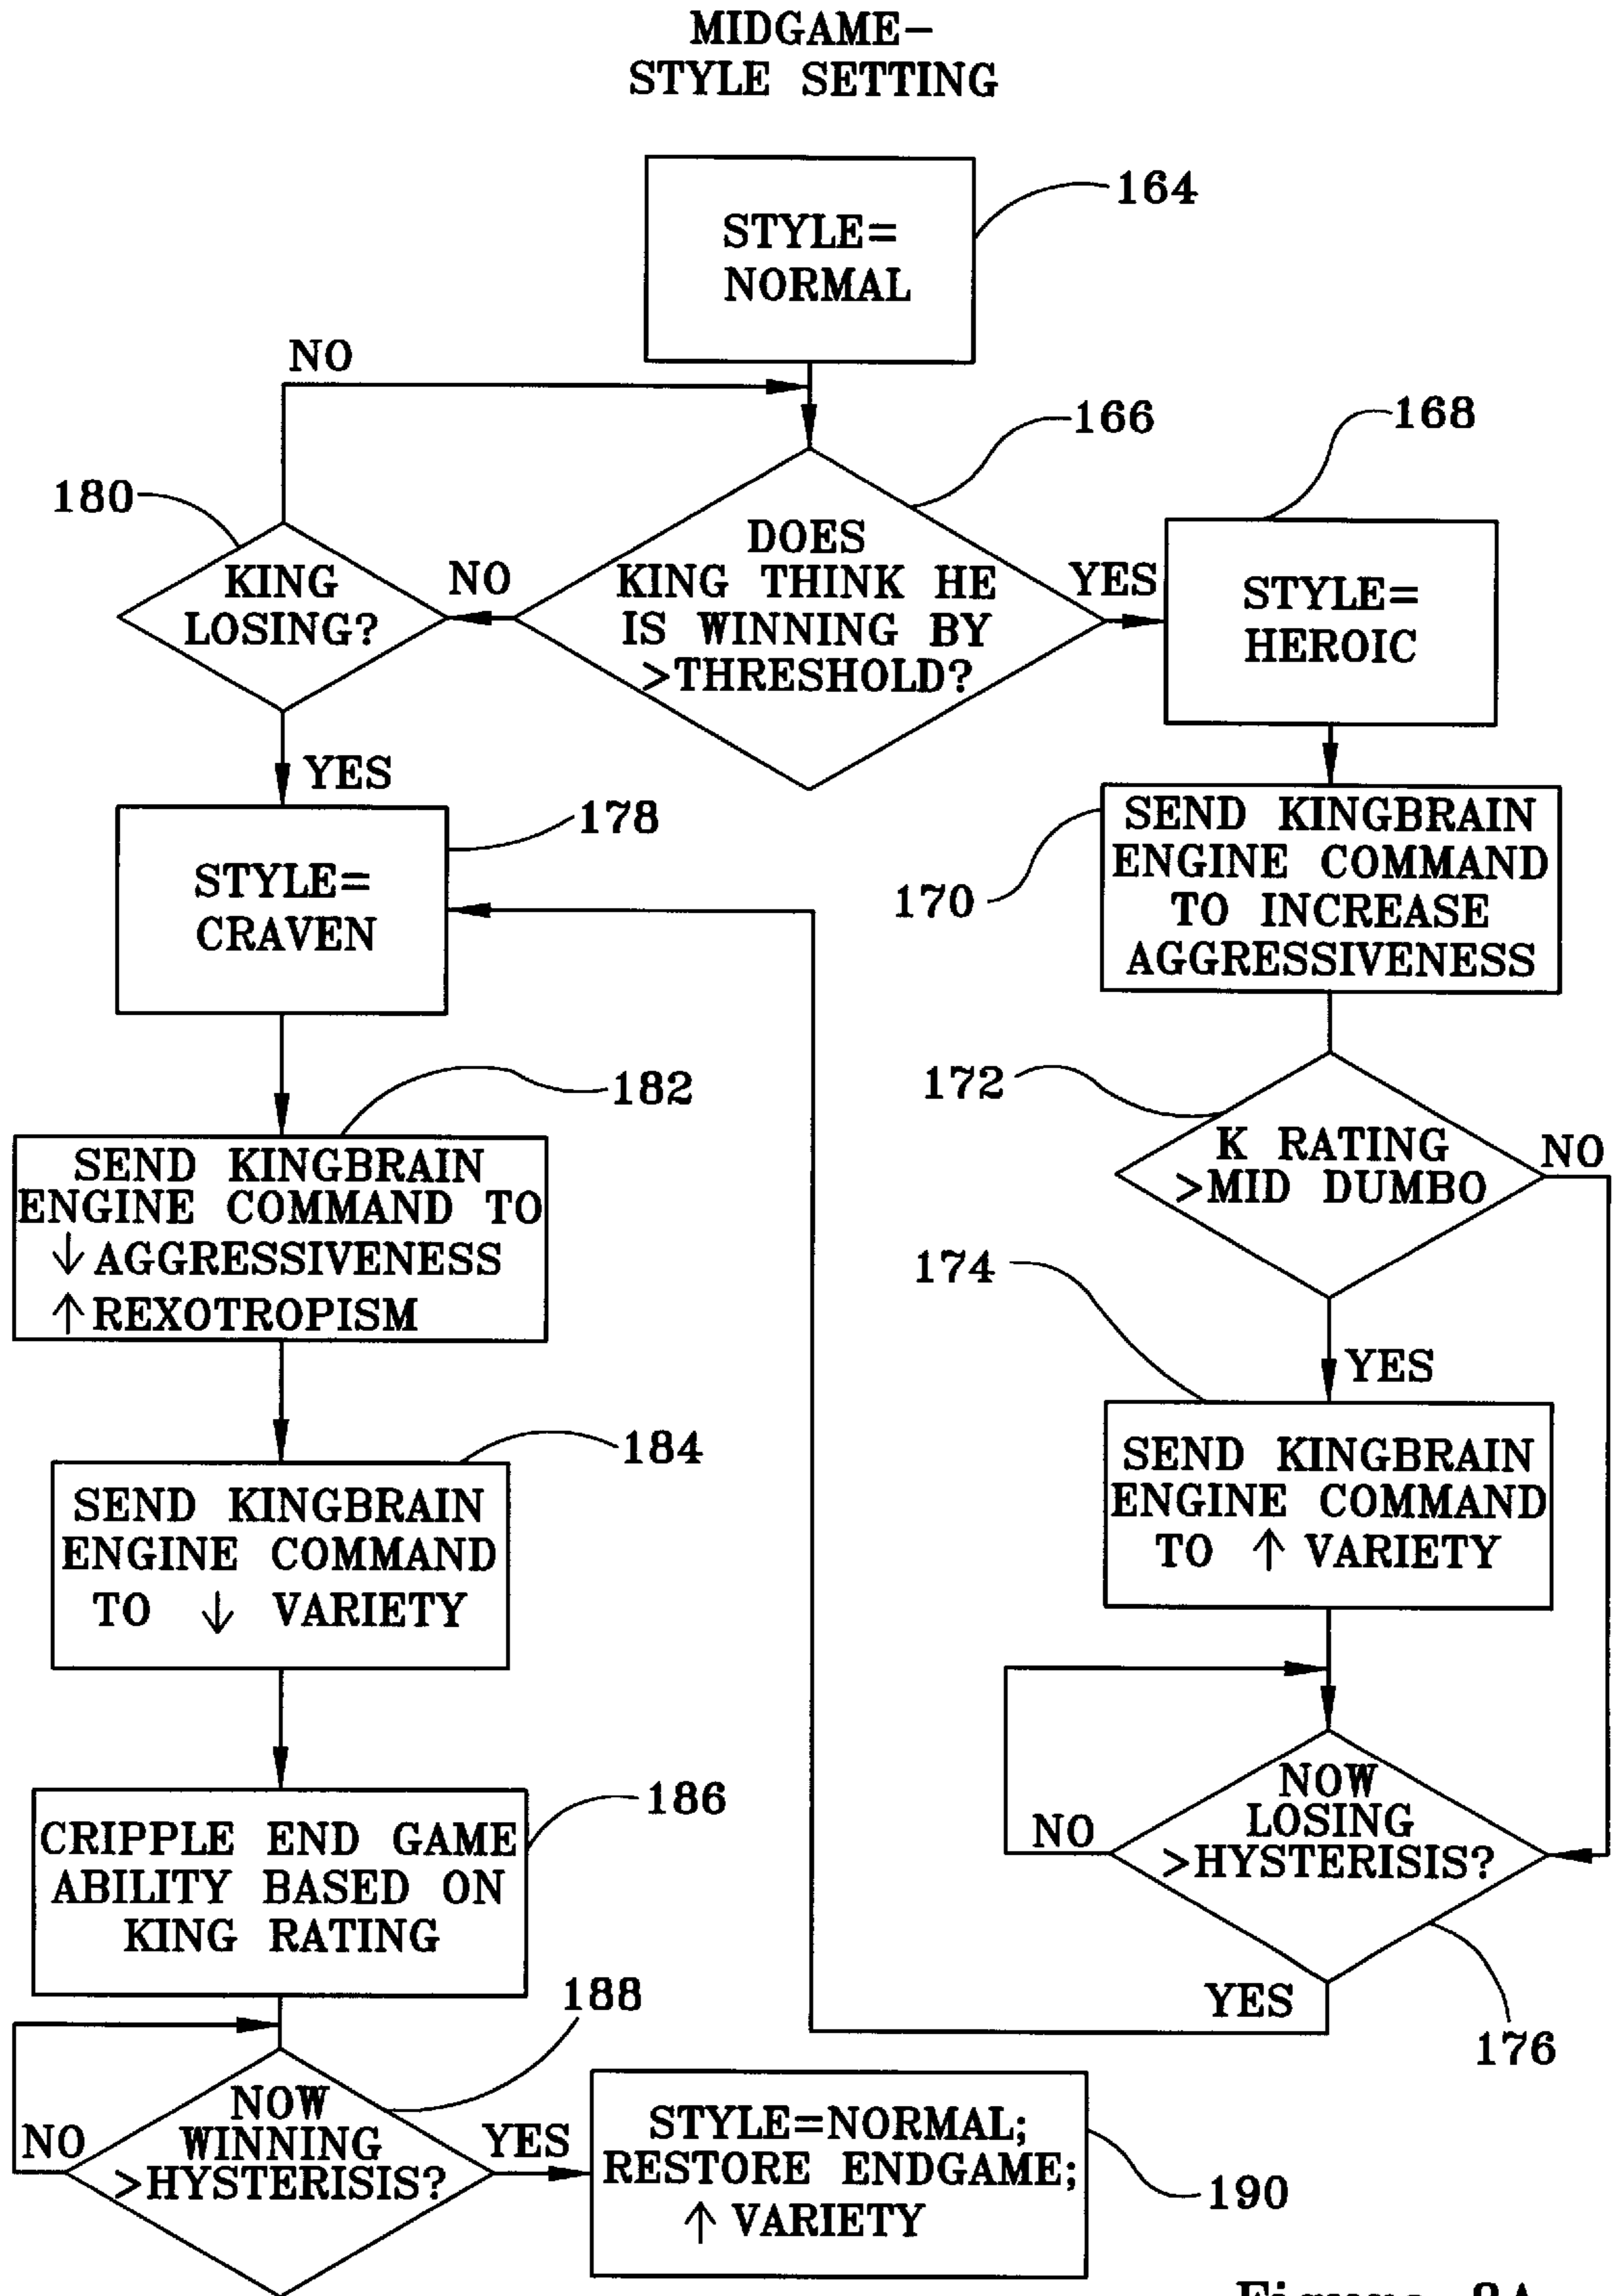 MIDGAME-
STYLE SETTING
164
STYLE=
NORMAL
NO
166
168
180
DOES
KING THINK HE
IS WINNING BY
>THRESHOLD?
KING
LOSING?
NO
YES
STYLE=
HEROIC
YES
178
STYLE=
CRAVEN
170
SEND KINGBRAIN
ENGINE COMMAND
TO INCREASE
AGGRESSIVENESS
182
172
K RATING
>MID DUMBO
NO
SEND KINGBRAIN
ENGINE COMMAND TO
↓ AGGRESSIVENESS
↑ REXOTROPISM
174
YES
184
SEND KINGBRAIN
ENGINE COMMAND
TO ↓ VARIETY
SEND KINGBRAIN
ENGINE COMMAND
TO ↑ VARIETY
186
CRIPPLE END GAME
ABILITY BASED ON
KING RATING
NOW
LOSING
>HYSTERISIS?
NO
YES
176
188
NOW
WINNING
>HYSTERISIS?
NO
YES
STYLE=NORMAL;
RESTORE ENDGAME;
↑ VARIETY
190